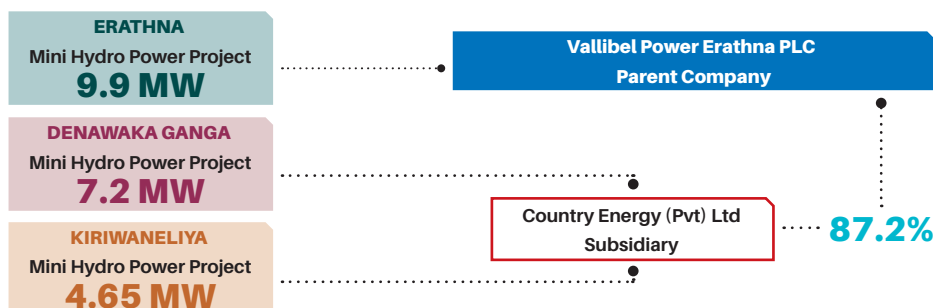 ERATHNA
Mini Hydro Power Project
9.9 MW
Vallibel Power Erathna PLC
Parent Company
DENAWAKA GANGA
Mini Hydro Power Project
7.2 MW
Country Energy (Pvt) Ltd
Subsidiary
87.2%
KIRIWANELIYA
Mini Hydro Power Project
4.65 MW